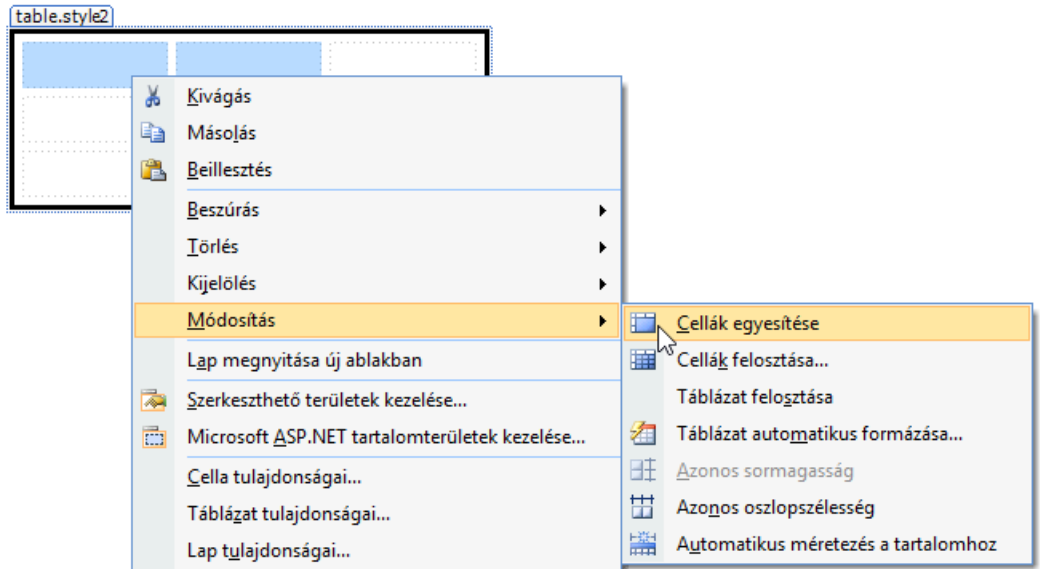 table.style2
Kivágás
Másolás
Beillesztés
Beszúrás
Törlés
Kijelölés
Módosítás
Lap megnyitása új ablakban
Szerkeszthető területek kezelése...
Microsoft ASP.NET tartalomterületek kezelése...
Cella tulajdonságai...
Táblázat tulajdonságai...
Lap tulajdonságai...
Cellák egyesítése
Cellák felosztása...
Táblázat felosztása
Táblázat automatikus formázása...
Azonos sormagasság
Azonos oszlopszélesség
Automatikus méretezés a tartalomhoz